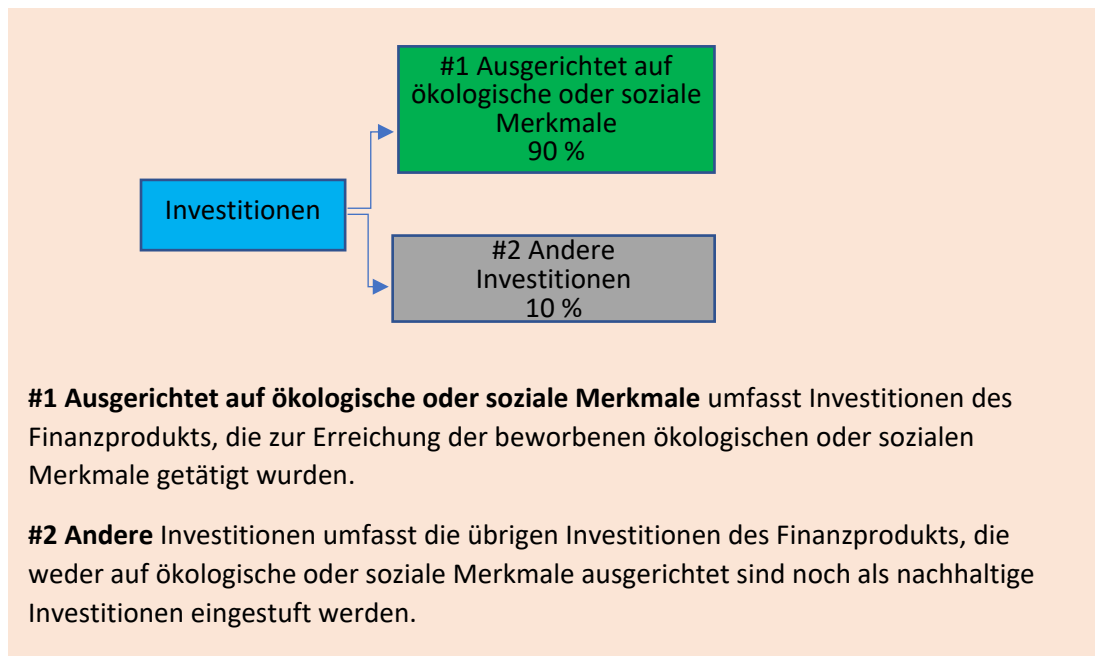 #1 Ausgerichtet auf
ökologische oder soziale
Merkmale
90 %
Investitionen
#2 Andere
Investitionen
10 %
#1 Ausgerichtet auf ökologische oder soziale Merkmale umfasst Investitionen des
Finanzprodukts, die zur Erreichung der beworbenen ökologischen oder sozialen
Merkmale getätigt wurden.
#2 Andere Investitionen umfasst die übrigen Investitionen des Finanzprodukts, die
weder auf ökologische oder soziale Merkmale ausgerichtet sind noch als nachhaltige
Investitionen eingestuft werden.